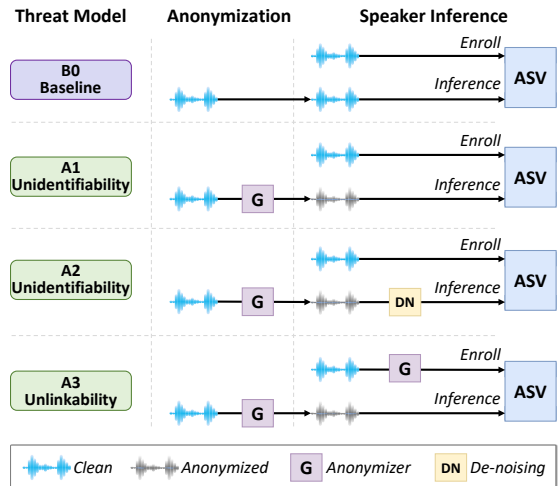 Threat Model Anonymization Speaker Inference
B0
Baseline
Enroll
Inference
ASV
A1
Unidentifiability
G
Enroll
Inference
ASV
A2
Unidentifiability
G
DN
Enroll
Inference
ASV
A3
Unlinkability
G
G
Enroll
Inference
ASV
Clean Anonymized G Anonymizer DN De-noising